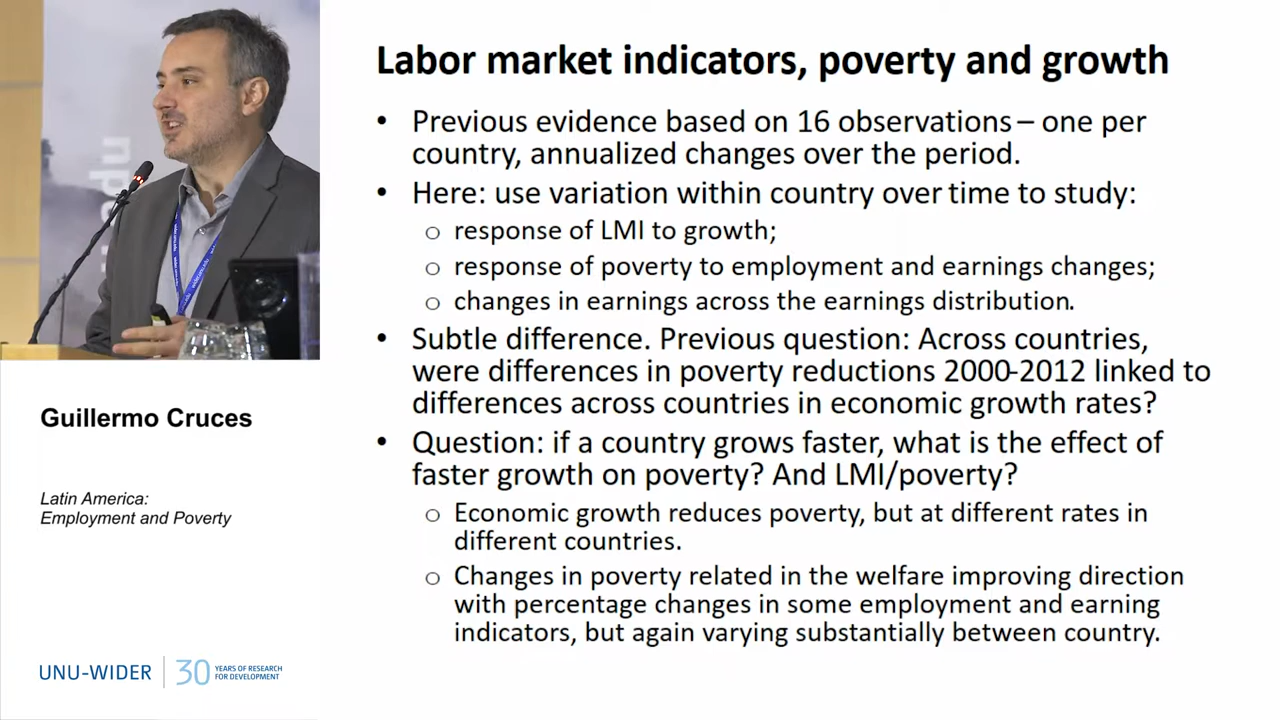 Labor market indicators, poverty and growth
• Previous evidence based on 16 observations – one per
country, annualized changes over the period.
• Here: use variation within country over time to study:
o response of LMI to growth;
o response of poverty to employment and earnings changes;
o changes in earnings across the earnings distribution.
• Subtle difference. Previous question: Across countries,
were differences in poverty reductions 2000-2012 linked to
differences across countries in economic growth rates?
• Question: if a country grows faster, what is the effect of
faster growth on poverty? And LMI/poverty?
o Economic growth reduces poverty, but at different rates in
different countries.
o Changes in poverty related in the welfare improving direction
with percentage changes in some employment and earning
indicators, but again varying substantially between country.
Guillermo Cruces
Latin America:
Employment and Poverty
UNU-WIDER
30 YEARS OF RESEARCH
FOR DEVELOPMENT